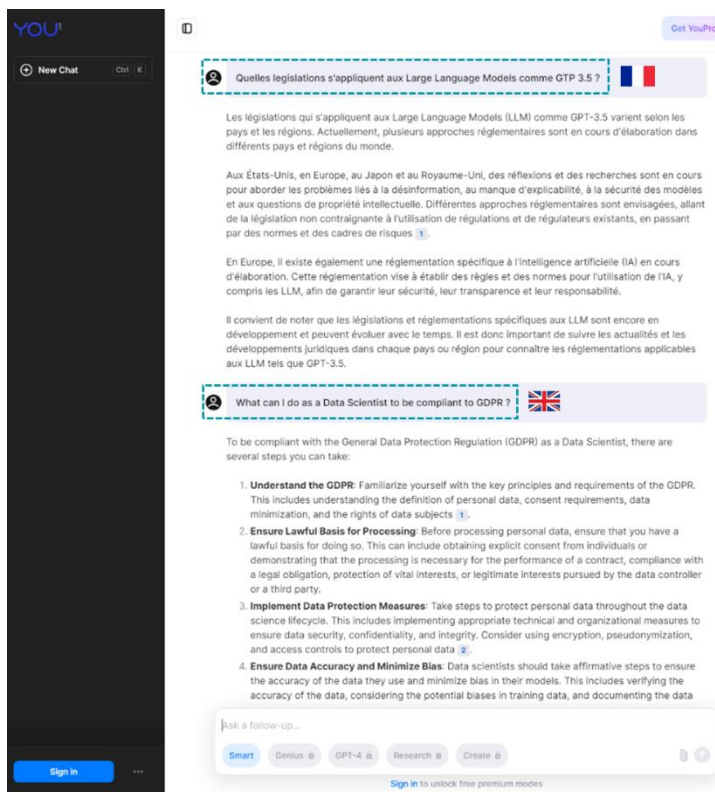 YOU
Get YouPro
New Chat
Ctrl K
Quelles legislations s'appliquent aux Large Language Models comme GTP 3.5 ?
Les législations qui s'appliquent aux Large Language Models (LLM) comme GPT-3.5 varient selon les
pays et les régions. Actuellement, plusieurs approches réglementaires sont en cours d'élaboration dans
différents pays et régions du monde.
Aux États-Unis, en Europe, au Japon et au Royaume-Uni, des réflexions et des recherches sont en cours
pour aborder les problèmes liés à la désinformation, au manque d'explicabilité, à la sécurité des modèles
et aux questions de propriété intellectuelle. Différentes approches réglementaires sont envisagées, allant
de la législation non contraignante à l'utilisation de régulations et de régulateurs existants, en passant
par des normes et des cadres de risques 1.
En Europe, il existe également une réglementation spécifique à l'intelligence artificielle (IA) en cours
d'élaboration. Cette réglementation vise à établir des règles et des normes pour l'utilisation de l'IA, y
compris les LLM, afin de garantir leur sécurité, leur transparence et leur responsabilité.
Il convient de noter que les législations et réglementations spécifiques aux LLM sont encore en
développement et peuvent évoluer avec le temps. Il est donc important de suivre les actualités et les
développements juridiques dans chaque pays ou région pour connaître les réglementations applicables
aux LLM tels que GPT-3.5.
What can I do as a Data Scientist to be compliant to GDPR ?
To be compliant with the General Data Protection Regulation (GDPR) as a Data Scientist, there are
several steps you can take:
1. Understand the GDPR: Familiarize yourself with the key principles and requirements of the GDPR.
This includes understanding the definition of personal data, consent requirements, data
minimization, and the rights of data subjects 1.
2. Ensure Lawful Basis for Processing: Before processing personal data, ensure that you have a
lawful basis for doing so. This can include obtaining explicit consent from individuals or
demonstrating that the processing is necessary for the performance of a contract, compliance with
a legal obligation, protection of vital interests, or legitimate interests pursued by the data controller
or a third party.
3. Implement Data Protection Measures: Take steps to protect personal data throughout the data
science lifecycle. This includes implementing appropriate technical and organizational measures to
ensure data security, confidentiality, and integrity. Consider using encryption, pseudonymization,
and access controls to protect personal data 2.
4. Ensure Data Accuracy and Minimize Bias: Data scientists should take affirmative steps to ensure
the accuracy of the data they use and minimize bias in their models. This includes verifying the
accuracy of the data, considering the potential biases in training data, and documenting the data
Ask a follow-up...
Smart Genius GPT-4 Research Create
Sign in
Sign in to unlock free premium modes